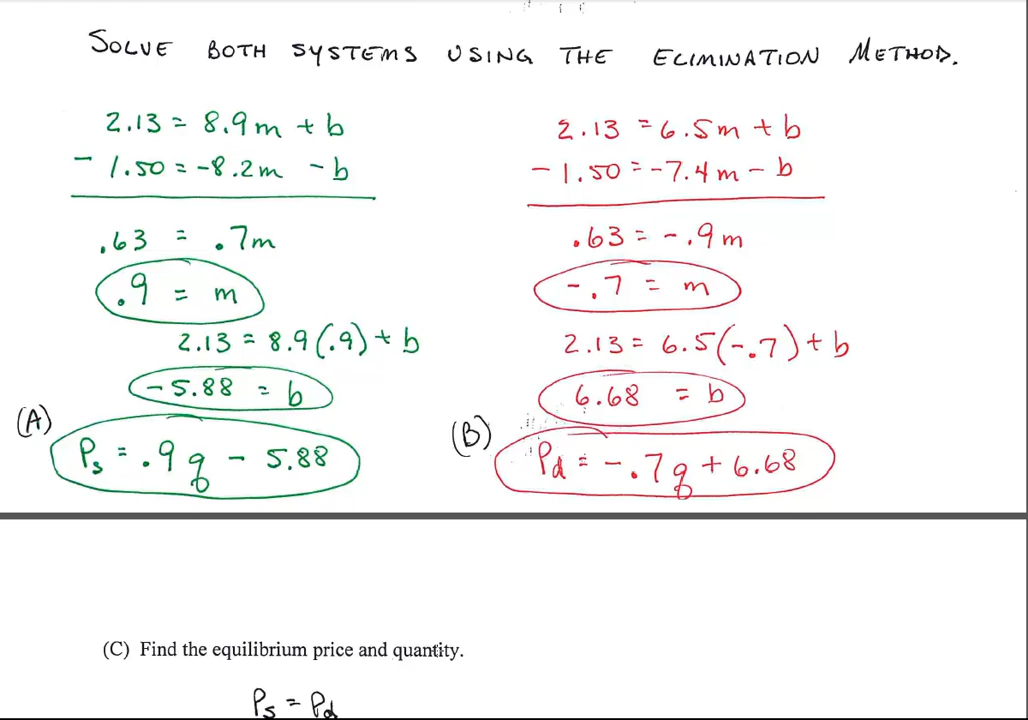 SOLVE BOTH SYSTEMS USING THE ELIMINATION METHOD.
2.13 = 8.9m + b
- 1.50 = -8.2m - b
.63 = .7m
.9 = m
2.13 = 8.9(.9) + b
-5.88 = b
(A)
Ps = .9q - 5.88
2.13 = 6.5m + b
- 1.50 = -7.4m - b
.63 = -.9m
-.7 = m
2.13 = 6.5(-.7) + b
6.68 = b
(B)
Pd = -.7q + 6.68
(C) Find the equilibrium price and quantity.
Ps = Pd